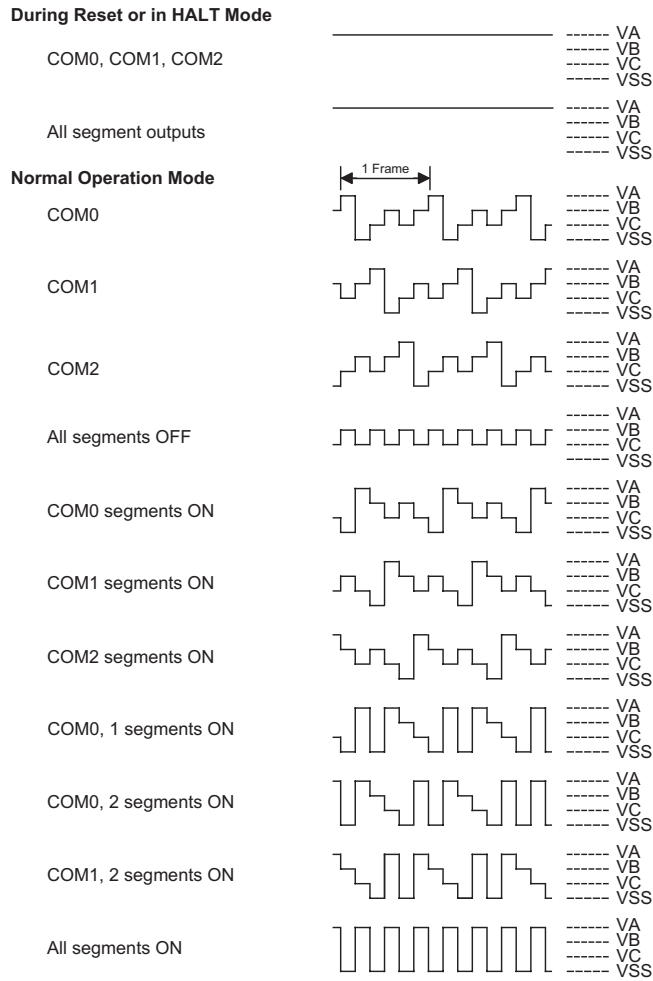 During Reset or in HALT Mode
COM0, COM1, COM2
VA
VB
VC
VSS
All segment outputs
VA
VB
VC
VSS
Normal Operation Mode
1 Frame
COM0
VA
VB
VC
VSS
COM1
VA
VB
VC
VSS
COM2
VA
VB
VC
VSS
All segments OFF
VA
VB
VC
VSS
COM0 segments ON
VA
VB
VC
VSS
COM1 segments ON
VA
VB
VC
VSS
COM2 segments ON
VA
VB
VC
VSS
COM0, 1 segments ON
VA
VB
VC
VSS
COM0, 2 segments ON
VA
VB
VC
VSS
COM1, 2 segments ON
VA
VB
VC
VSS
All segments ON
VA
VB
VC
VSS